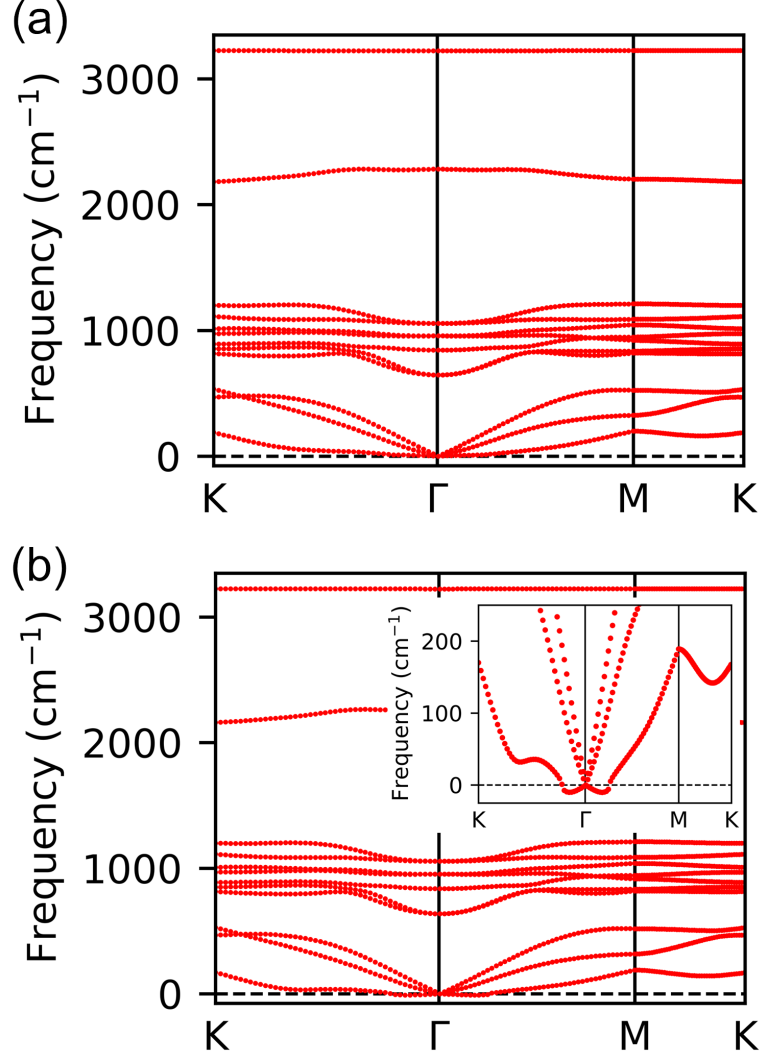 (a)
Frequency (cm⁻¹)
3000
2000
1000
0
K Γ M K
(b)
Frequency (cm⁻¹)
3000
2000
1000
0
K Γ M K
Frequency (cm⁻¹)
200
100
0
K Γ M K